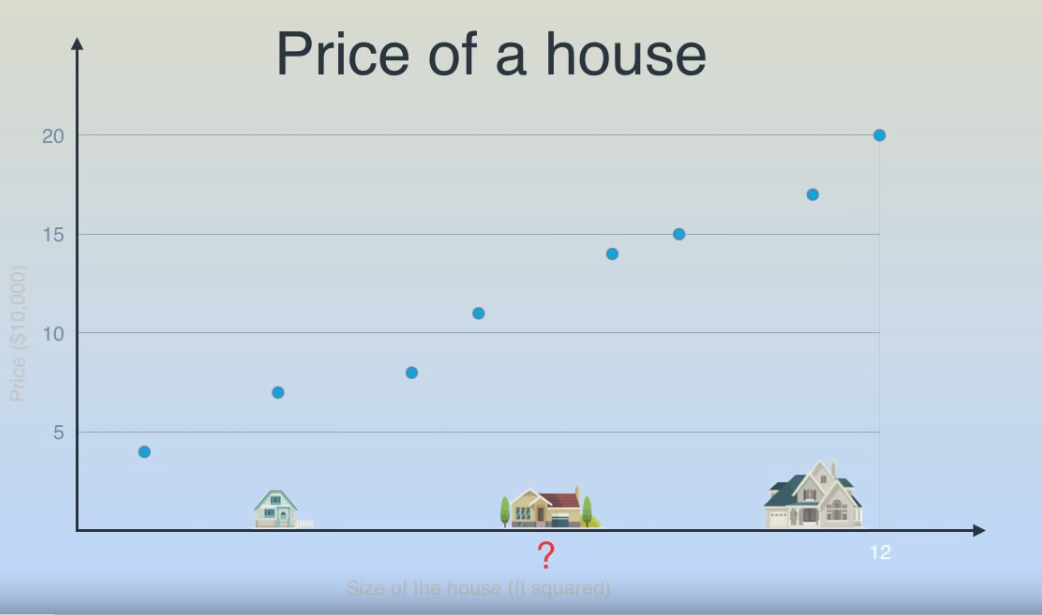 Price of a house
20
15
10
5
Price ($10,000)
?
12
Size of the house (ft squared)